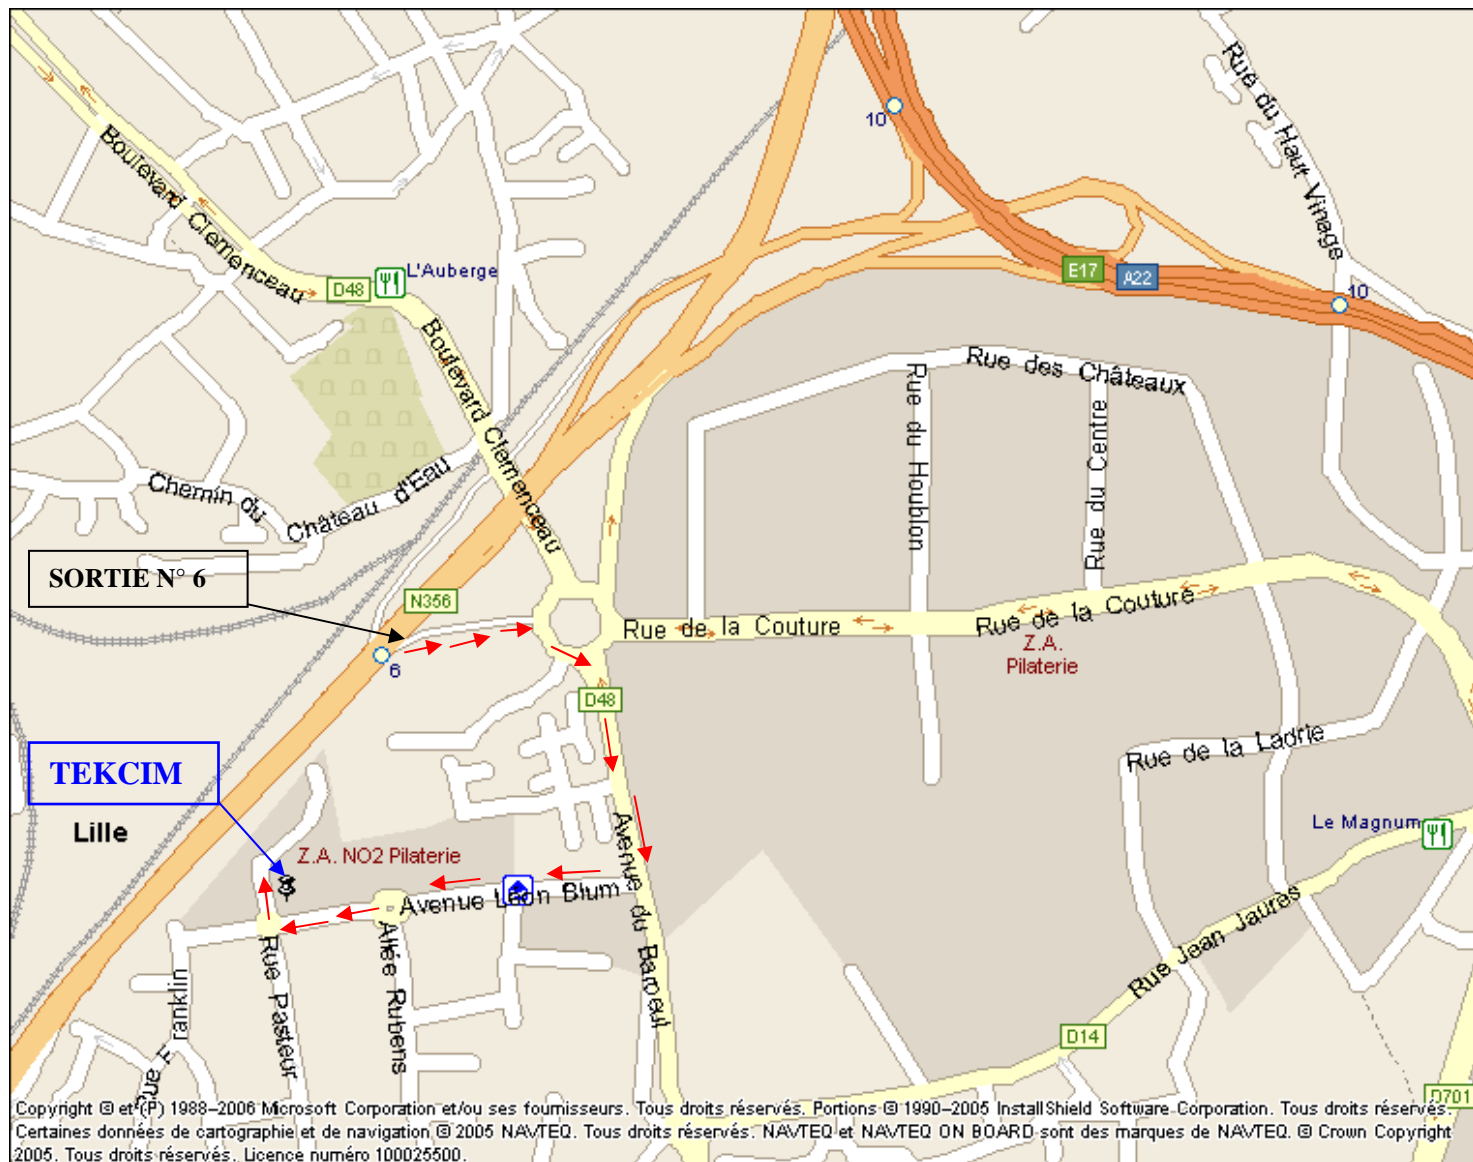 Rue du Haut Vinage
10
Boulevard Clemenceau
L'Auberge
D48
E17
A22
10
Boulevard Clemenceau
Rue des Châteaux
Rue du Houblon
Rue du Centre
Chemin du Château d'Eau
SORTIE N° 6
N356
Rue de la Couture
Rue de la Couture
Z.A.
Pilaterie
6
D48
Rue de la Ladrie
TEKCIM
Lille
Le Magnum
Z.A. NO2 Pilaterie
Avenue Léon Blum
Avenue du Baroeul
Rue Jean Jaurès
Rue Franklin
Rue Pasteur
Allée Rubens
D14
D701
Copyright © et (P) 1988–2006 Microsoft Corporation et/ou ses fournisseurs. Tous droits réservés. Portions © 1990–2005 InstallShield Software Corporation. Tous droits réservés.
Certaines données de cartographie et de navigation © 2005 NAVTEQ. Tous droits réservés. NAVTEQ et NAVTEQ ON BOARD sont des marques de NAVTEQ. © Crown Copyright
2005. Tous droits réservés. Licence numéro 100025500.